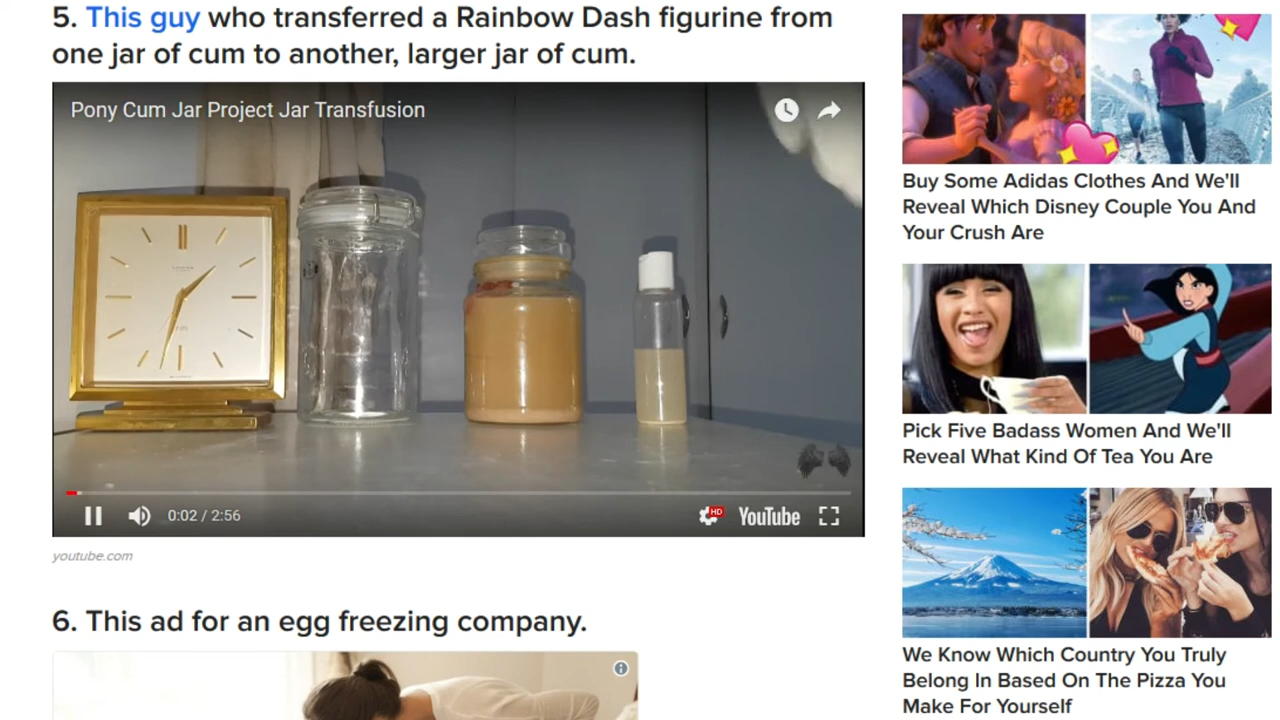 5. This guy who transferred a Rainbow Dash figurine from
one jar of cum to another, larger jar of cum.
Pony Cum Jar Project Jar Transfusion
0:02 / 2:56
HD
YouTube
youtube.com
6. This ad for an egg freezing company.
Buy Some Adidas Clothes And We'll
Reveal Which Disney Couple You And
Your Crush Are
Pick Five Badass Women And We'll
Reveal What Kind Of Tea You Are
We Know Which Country You Truly
Belong In Based On The Pizza You
Make For Yourself